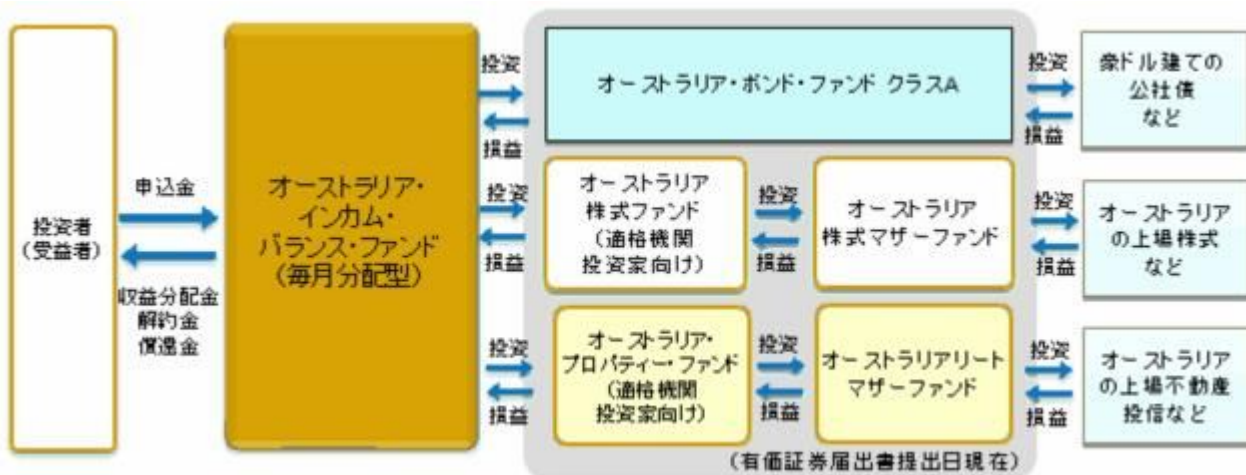 投資者
(受益者)
申込金
収益分配金
解約金
償還金
オーストラリア・
インカム・
バランス・ファンド
(毎月分配型)
投資
損益
オーストラリア・ボンド・ファンド クラスA
投資
損益
豪ドル建ての
公社債
など
投資
損益
オーストラリア
株式ファンド
(適格機関
投資家向け)
投資
損益
オーストラリア
株式マザーファンド
投資
損益
オーストラリア
の上場株式
など
投資
損益
オーストラリア・
プロパティー・ファンド
(適格機関
投資家向け)
投資
損益
オーストラリアリート
マザーファンド
投資
損益
オーストラリア
の上場不動産
投信など
(有価証券届出書提出日現在)